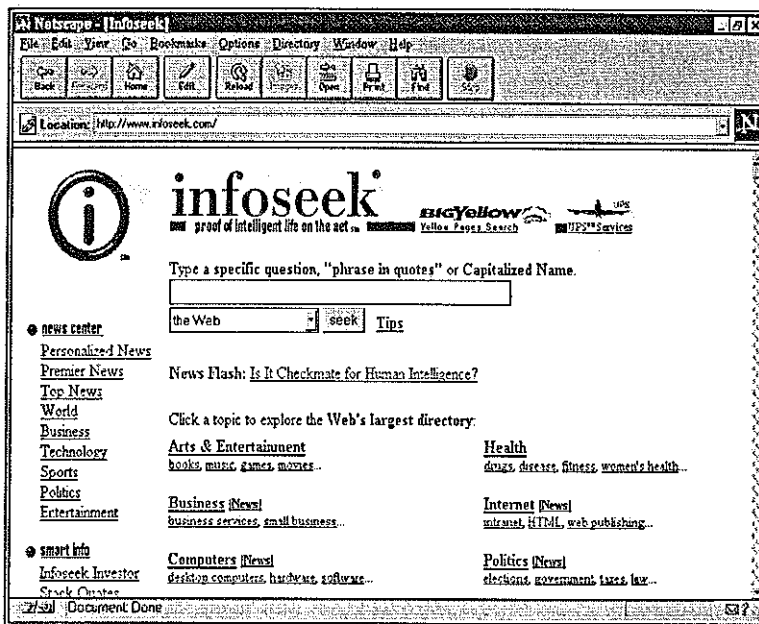 Netscape - [Infoseek]
File Edit View Go Bookmarks Options Directory Window Help
Back Forward Home Edit Reload Images Open Print Find Stop
Location: http://www.infoseek.com/
N
i
infoseek
proof of intelligent life on the net
BIGYellow
Yellow Pages Search
UPS
UPS℠ Services
Type a specific question, "phrase in quotes" or Capitalized Name.
the Web seek Tips
news center
Personalized News
Premier News
Top News
World
Business
Technology
Sports
Politics
Entertainment
smart info
Infoseek Investor
Stock Quotes
News Flash: Is It Checkmate for Human Intelligence?
Click a topic to explore the Web's largest directory:
Arts & Entertainment
books, music, games, movies...
Health
drugs, disease, fitness, women's health...
Business [News]
business services, small business...
Internet [News]
intranet, HTML, web publishing...
Computers [News]
desktop computers, hardware, software...
Politics [News]
elections, government, taxes, law...
Document Done